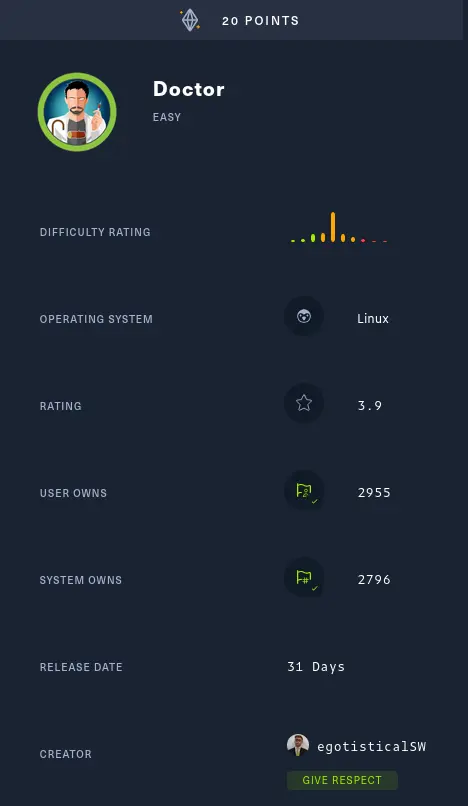 20 POINTS
Doctor
EASY
DIFFICULTY RATING
OPERATING SYSTEM Linux
RATING 3.9
USER OWNS 2955
SYSTEM OWNS 2796
RELEASE DATE 31 Days
CREATOR egotisticalSW
GIVE RESPECT